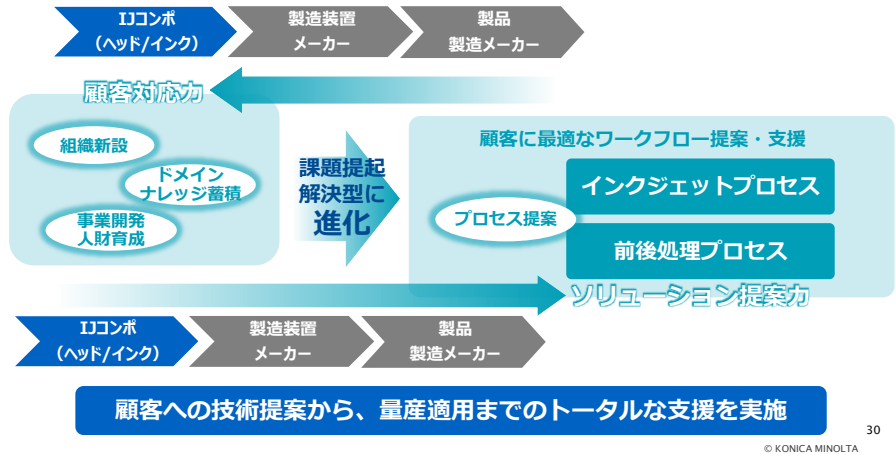 IJコンポ
(ヘッド/インク)
製造装置
メーカー
製品
製造メーカー
顧客対応力
組織新設
ドメイン
ナレッジ蓄積
事業開発
人財育成
課題提起
解決型に
進化
顧客に最適なワークフロー提案・支援
プロセス提案
インクジェットプロセス
前後処理プロセス
ソリューション提案力
IJコンポ
(ヘッド/インク)
製造装置
メーカー
製品
製造メーカー
顧客への技術提案から、量産適用までのトータルな支援を実施
30
© KONICA MINOLTA